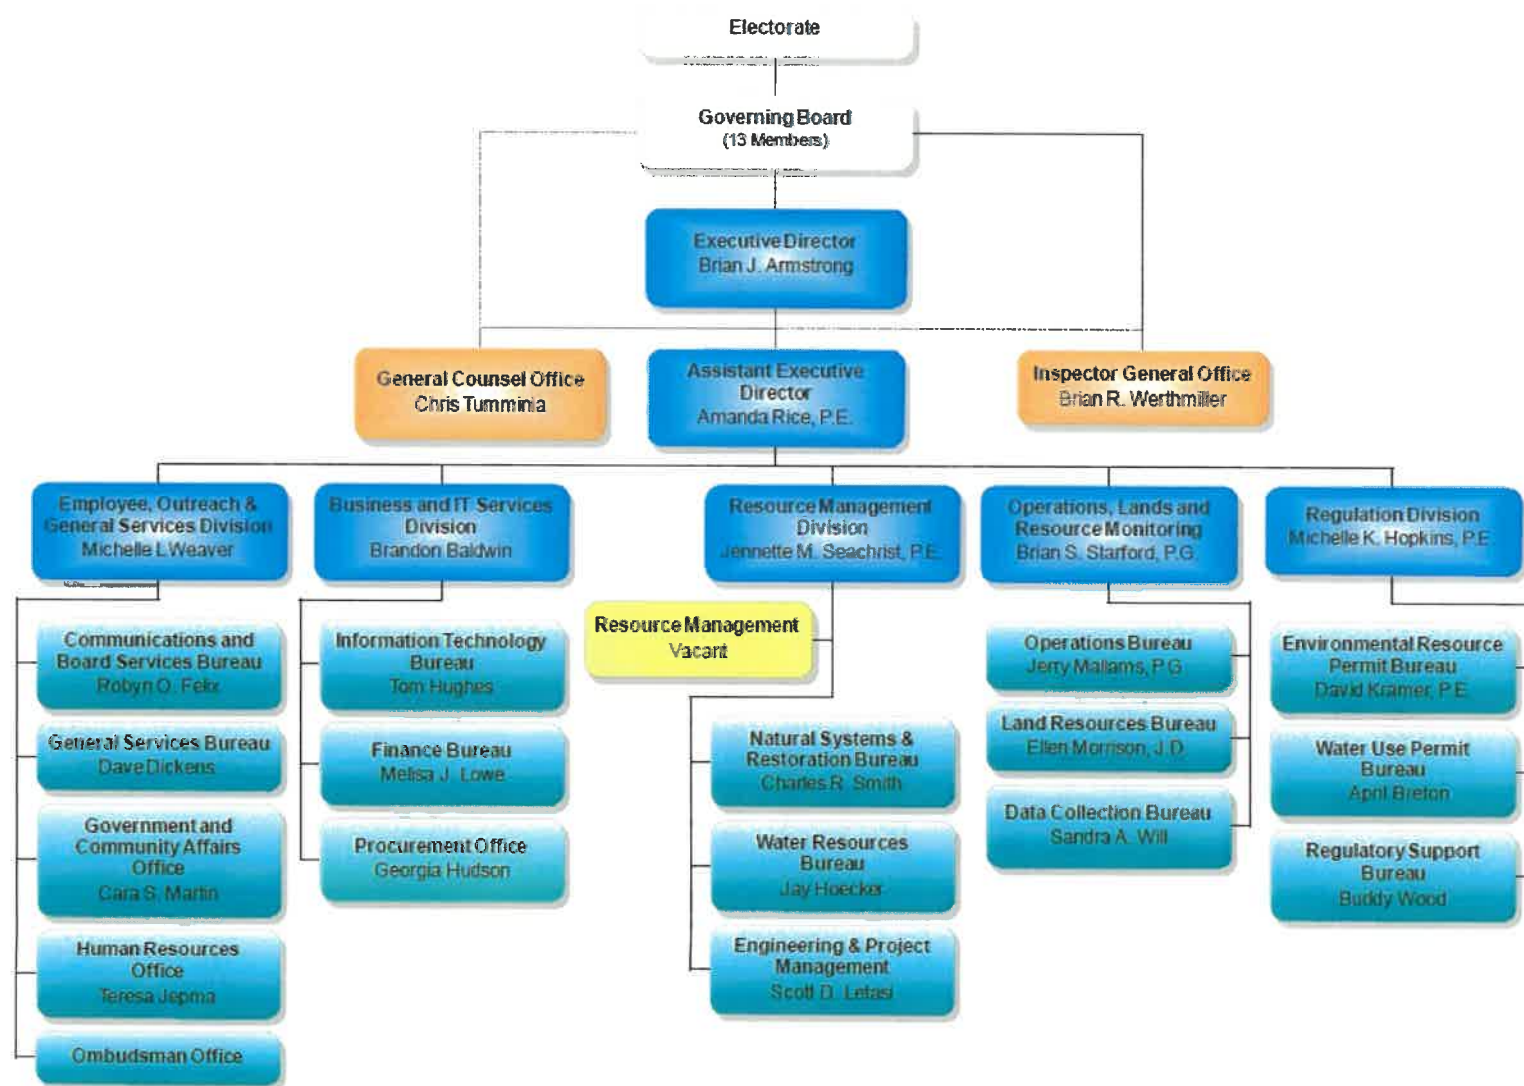 Electorate
Governing Board
(13 Members)
Executive Director
Brian J. Armstrong
General Counsel Office
Chris Tumminia
Assistant Executive
Director
Amanda Rice, P.E.
Inspector General Office
Brian R. Werthmiller
Employee, Outreach &
General Services Division
Michelle L Weaver
Business and IT Services
Division
Brandon Baldwin
Resource Management
Division
Jennette M. Seachrist, P.E.
Operations, Lands and
Resource Monitoring
Brian S. Starford, P.G.
Regulation Division
Michelle K. Hopkins, P.E.
Communications and
Board Services Bureau
Robyn O. Felix
General Services Bureau
Dave Dickens
Government and
Community Affairs
Office
Cara S. Martin
Human Resources
Office
Teresa Jepma
Ombudsman Office
Information Technology
Bureau
Tom Hughes
Finance Bureau
Melisa J. Lowe
Procurement Office
Georgia Hudson
Resource Management
Vacant
Natural Systems &
Restoration Bureau
Charles R. Smith
Water Resources
Bureau
Jay Hoecker
Engineering & Project
Management
Scott D. Letasi
Operations Bureau
Jerry Mallams, P.G.
Land Resources Bureau
Ellen Morrison, J.D.
Data Collection Bureau
Sandra A. Will
Environmental Resource
Permit Bureau
David Kramer, P.E.
Water Use Permit
Bureau
April Breton
Regulatory Support
Bureau
Buddy Wood